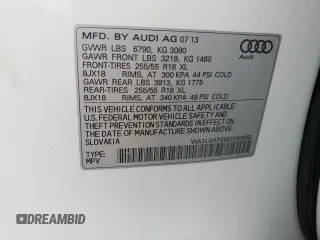 MFD. BY AUDI AG 07 13
GVWR LBS 6790, KG 3080
GAWR FRONT LBS 3219, KG 1460
FRONT-TIRES 255/55 R18 XL
8JX18 RIMS, AT 300 KPA 44 PSI COLD
GAWR REAR LBS 3913, KG 1775
REAR-TIRES 255/55 R18 XL
8JX18 RIMS, AT 340 KPA 49 PSI COLD
Audi
THIS VEHICLE CONFORMS TO ALL APPLICABLE
U.S. FEDERAL MOTOR VEHICLE SAFETY, BUMPER,
AND THEFT PREVENTION STANDARDS IN
EFFECT ON THE DATE OF MANUFACTURE
SHOWN ABOVE.
SLOVAKIA
TYPE:
MPV
DREAMBID
AutoBidMaster